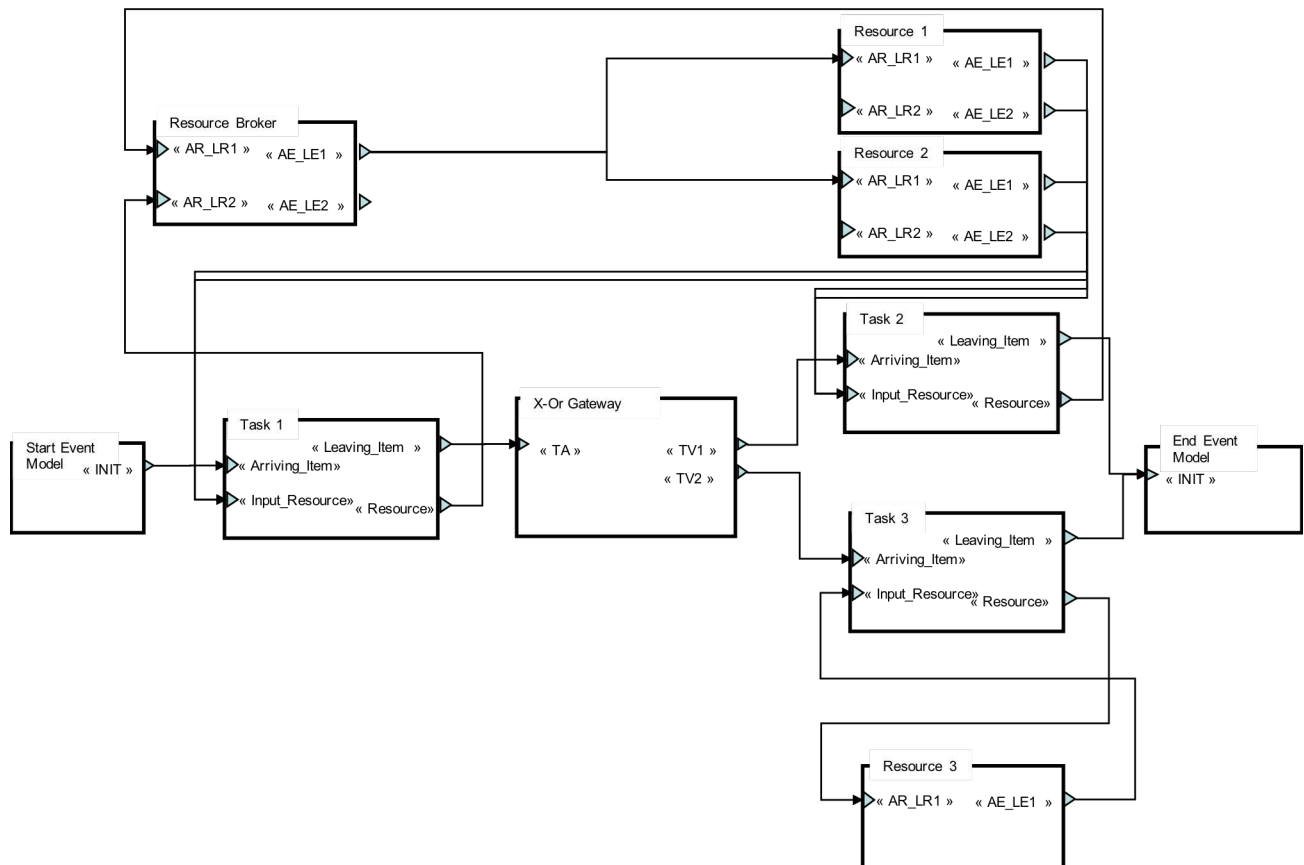 Resource 1
« AR_LR1 » « AE_LE1 »
« AR_LR2 » « AE_LE2 »
Resource Broker
« AR_LR1 » « AE_LE1 »
« AR_LR2 » « AE_LE2 »
Resource 2
« AR_LR1 » « AE_LE1 »
« AR_LR2 » « AE_LE2 »
Task 2
« Leaving_Item »
« Arriving_Item»
« Input_Resource»
« Resource»
Start Event
Model
« INIT »
Task 1
« Leaving_Item »
« Arriving_Item»
« Input_Resource»
« Resource»
X-Or Gateway
« TA » « TV1 »
« TV2 »
End Event
Model
« INIT »
Task 3
« Leaving_Item »
« Arriving_Item»
« Input_Resource»
« Resource»
Resource 3
« AR_LR1 » « AE_LE1 »